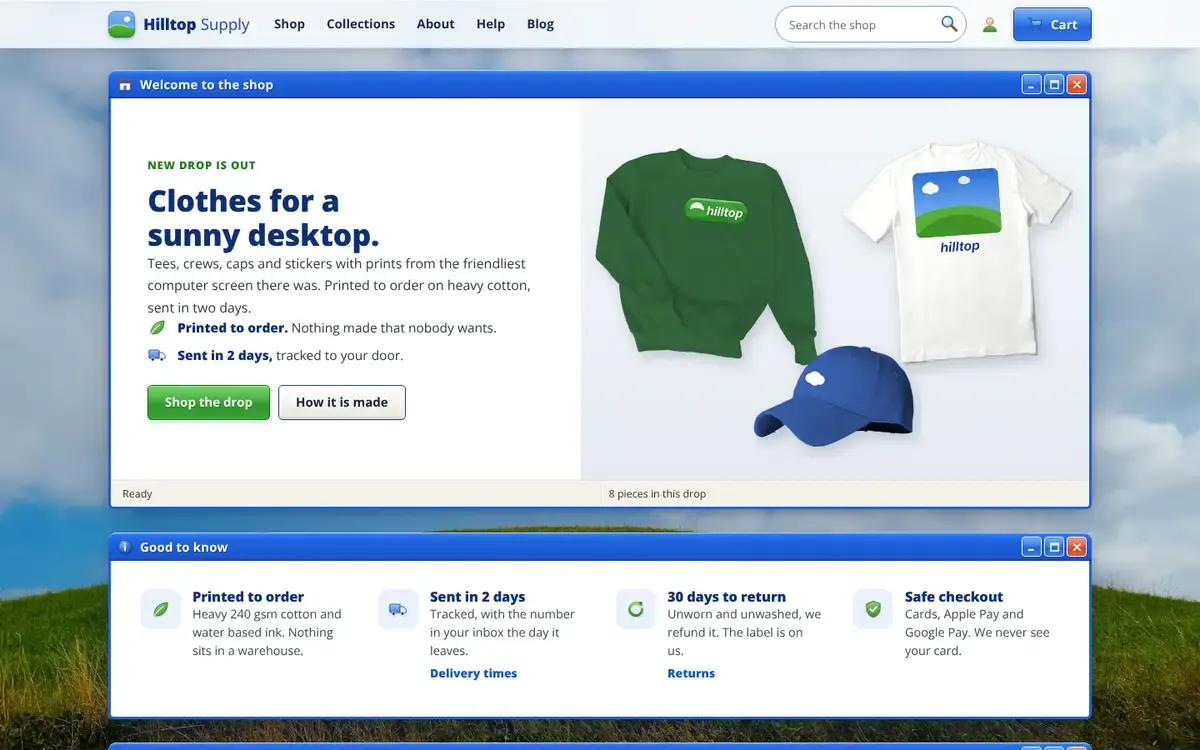 Hilltop Supply
Shop
Collections
About
Help
Blog
Search the shop
Cart
Welcome to the shop
NEW DROP IS OUT
Clothes for a
sunny desktop.
Tees, crews, caps and stickers with prints from the friendliest
computer screen there was. Printed to order on heavy cotton,
sent in two days.
Printed to order. Nothing made that nobody wants.
Sent in 2 days, tracked to your door.
Shop the drop
How it is made
hilltop
hilltop
Ready
8 pieces in this drop
Good to know
Printed to order
Heavy 240 gsm cotton and
water based ink. Nothing
sits in a warehouse.
Sent in 2 days
Tracked, with the number
in your inbox the day it
leaves.
Delivery times
30 days to return
Unworn and unwashed, we
refund it. The label is on
us.
Returns
Safe checkout
Cards, Apple Pay and
Google Pay. We never see
your card.